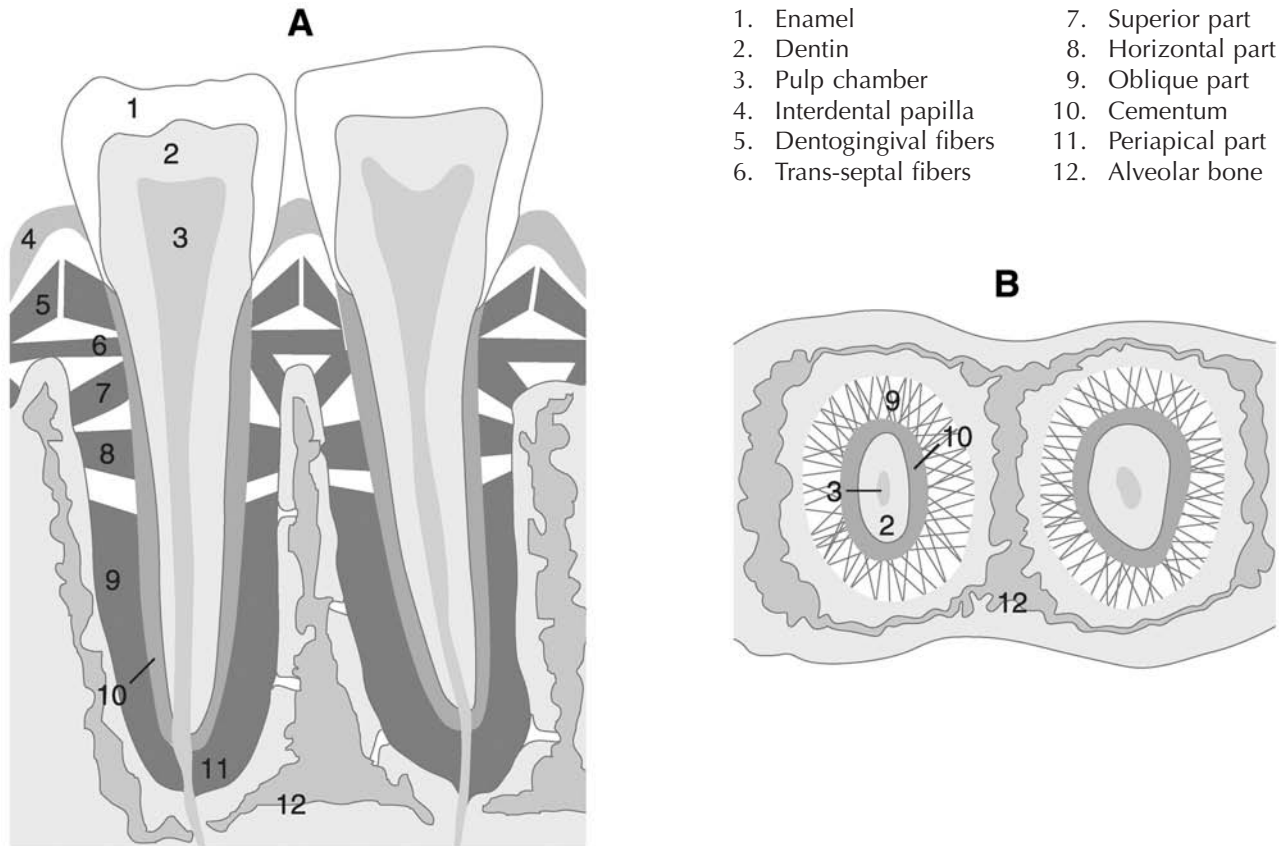 A
1
2
3
4
5
6
7
8
9
10
11
12
1. Enamel
2. Dentin
3. Pulp chamber
4. Interdental papilla
5. Dentogingival fibers
6. Trans-septal fibers
7. Superior part
8. Horizontal part
9. Oblique part
10. Cementum
11. Periapical part
12. Alveolar bone
B
9
10
3
2
12